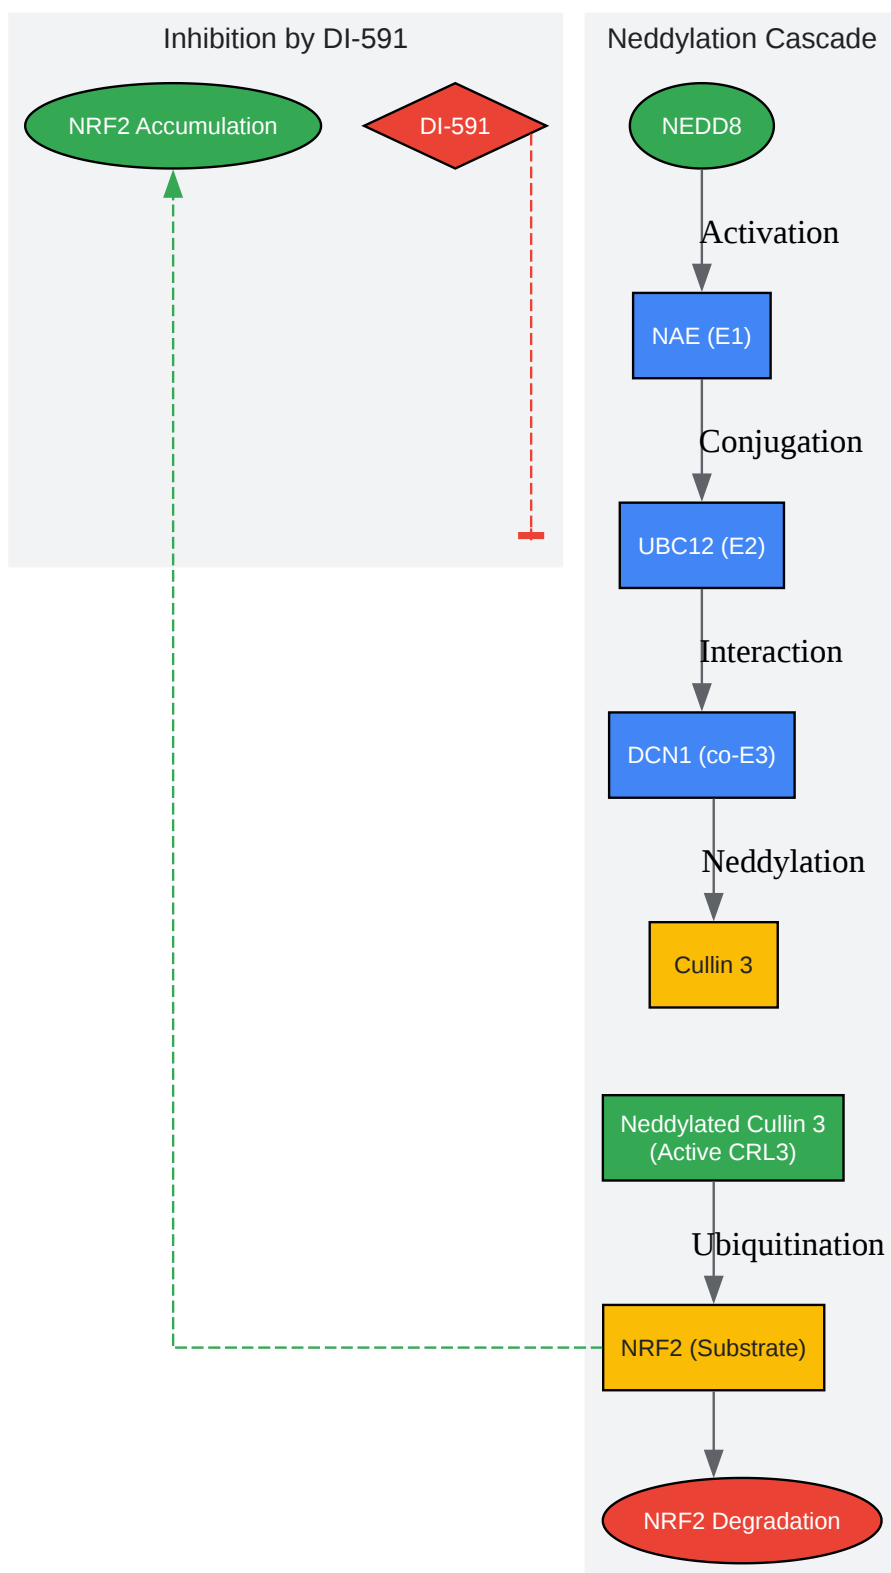 Inhibition by DI-591
Neddylation Cascade
NRF2 Accumulation
DI-591
NEDD8
Activation
NAE (E1)
Conjugation
UBC12 (E2)
Interaction
DCN1 (co-E3)
Neddylation
Cullin 3
Neddylated Cullin 3
(Active CRL3)
Ubiquitination
NRF2 (Substrate)
NRF2 Degradation